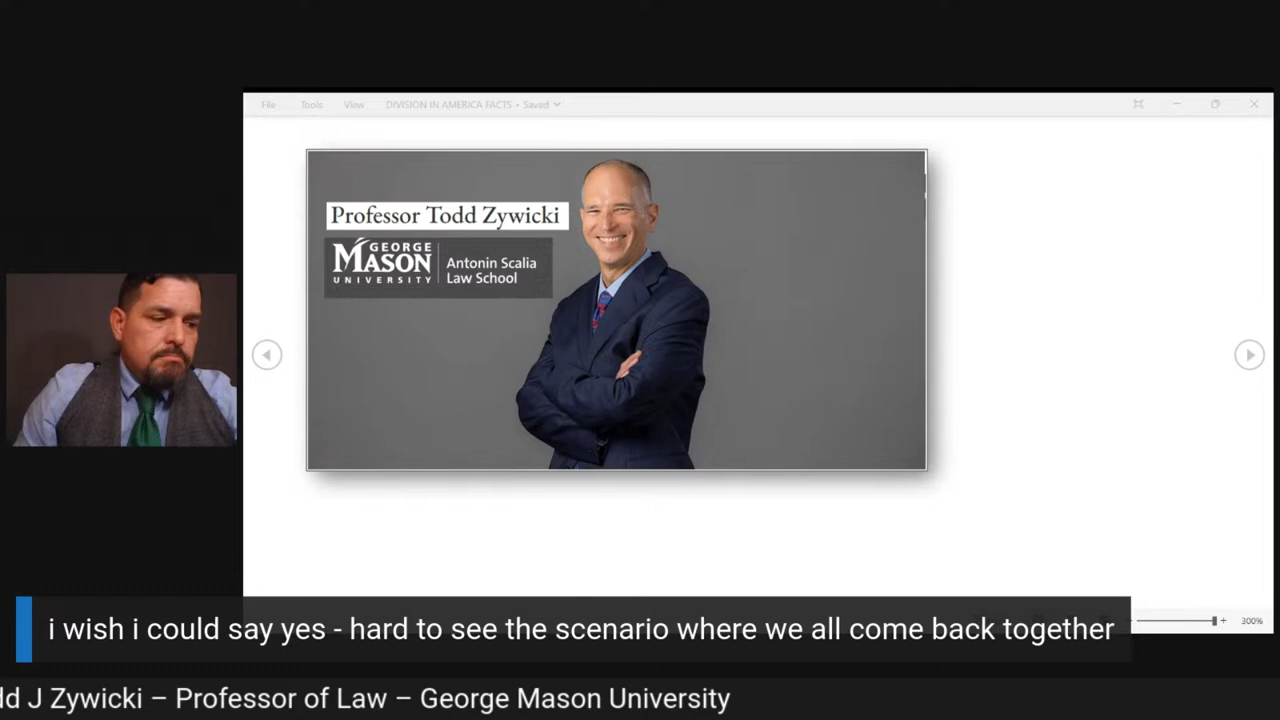 File Tools View DIVISION IN AMERICA FACTS • Saved
Professor Todd Zywicki
GEORGE
MASON
UNIVERSITY
Antonin Scalia
Law School
i wish i could say yes - hard to see the scenario where we all come back together
300%
dd J Zywicki – Professor of Law – George Mason University